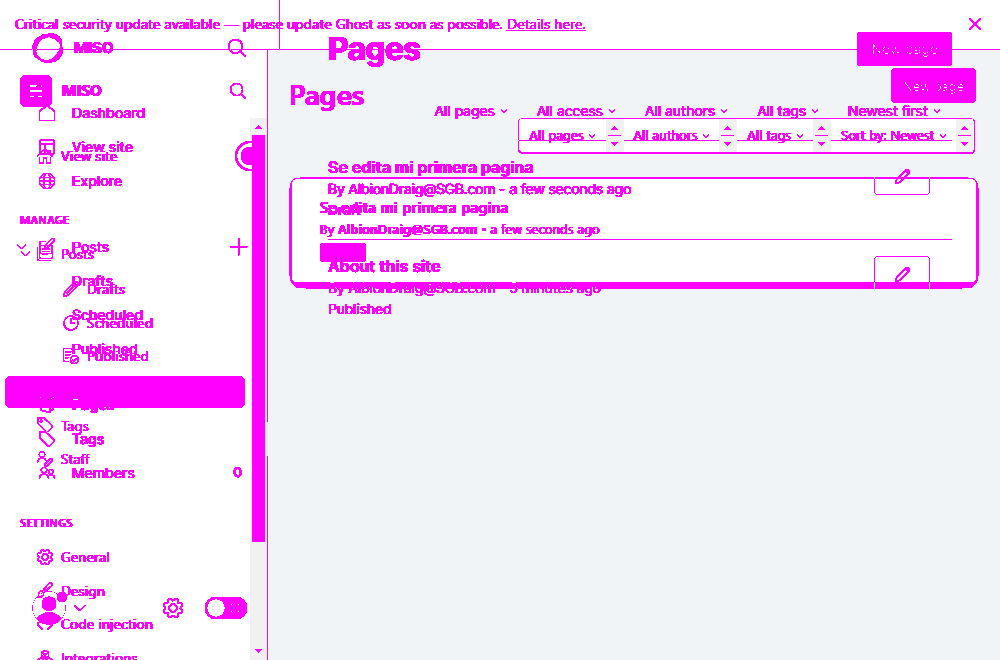 Critical security update available — please update Ghost as soon as possible. Details here.
MISO
Pages
New page
MISO
New page
Pages
Dashboard
All pages
All access
All authors
All tags
Newest first
All pages
All authors
All tags
Sort by: Newest
View site
View site
Se edita mi primera pagina
Explore
By AlbionDraig@SGB.com - a few seconds ago
Draft
Se edita mi primera pagina
MANAGE
By AlbionDraig@SGB.com - a few seconds ago
Posts
Posts
About this site
Drafts
Drafts
By AlbionDraig@SGB.com - 3 minutes ago
Published
Scheduled
Scheduled
Published
Published
Pages
Tags
Tags
Staff
Members
0
SETTINGS
General
Design
Code injection
Integrations